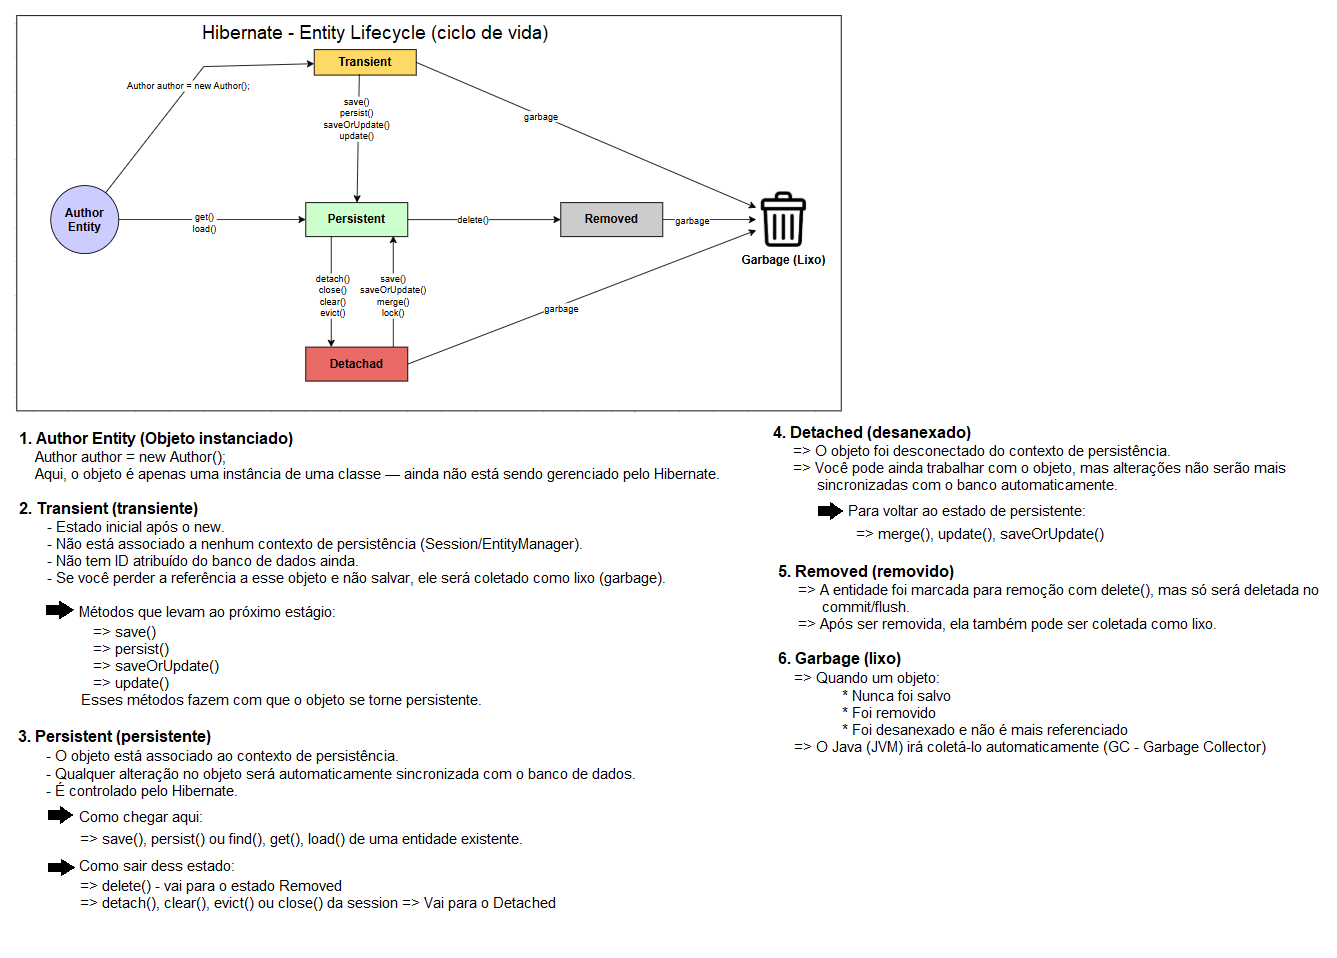 Hibernate - Entity Lifecycle (ciclo de vida)
Transient
Author author = new Author();
save()
persist()
saveOrUpdate()
update()
garbage
Author
Entity
get()
load()
Persistent
delete()
Removed
garbage
Garbage (Lixo)
detach()
close()
clear()
evict()
save()
saveOrUpdate()
merge()
lock()
garbage
Detachad
1. Author Entity (Objeto instanciado)
Author author = new Author();
Aqui, o objeto é apenas uma instância de uma classe — ainda não está sendo gerenciado pelo Hibernate.
2. Transient (transiente)
- Estado inicial após o new.
- Não está associado a nenhum contexto de persistência (Session/EntityManager).
- Não tem ID atribuído do banco de dados ainda.
- Se você perder a referência a esse objeto e não salvar, ele será coletado como lixo (garbage).
Métodos que levam ao próximo estágio:
=> save()
=> persist()
=> saveOrUpdate()
=> update()
Esses métodos fazem com que o objeto se torne persistente.
3. Persistent (persistente)
- O objeto está associado ao contexto de persistência.
- Qualquer alteração no objeto será automaticamente sincronizada com o banco de dados.
- É controlado pelo Hibernate.
Como chegar aqui:
=> save(), persist() ou find(), get(), load() de uma entidade existente.
Como sair dess estado:
=> delete() - vai para o estado Removed
=> detach(), clear(), evict() ou close() da session => Vai para o Detached
4. Detached (desanexado)
=> O objeto foi desconectado do contexto de persistência.
=> Você pode ainda trabalhar com o objeto, mas alterações não serão mais
sincronizadas com o banco automaticamente.
Para voltar ao estado de persistente:
=> merge(), update(), saveOrUpdate()
5. Removed (removido)
=> A entidade foi marcada para remoção com delete(), mas só será deletada no
commit/flush.
=> Após ser removida, ela também pode ser coletada como lixo.
6. Garbage (lixo)
=> Quando um objeto:
* Nunca foi salvo
* Foi removido
* Foi desanexado e não é mais referenciado
=> O Java (JVM) irá coletá-lo automaticamente (GC - Garbage Collector)